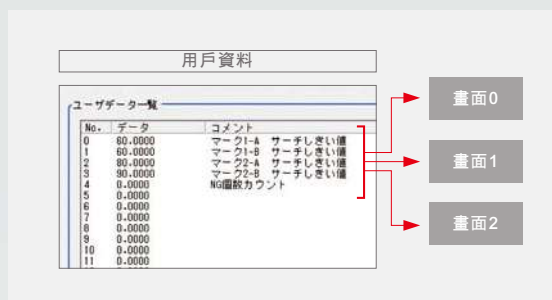 用戶資料
ユーザデータ一覧
No. データ コメント
0 60.0000 マーク1-A サーチしきい値
1 60.0000 マーク1-B サーチしきい値
2 80.0000 マーク2-A サーチしきい値
3 90.0000 マーク2-B サーチしきい値
4 0.0000 NG個数カウント
5 0.0000
6 0.0000
7 0.0000
8 0.0000
9 0.0000
10 0.0000
11 0.0000
畫面0
畫面1
畫面2